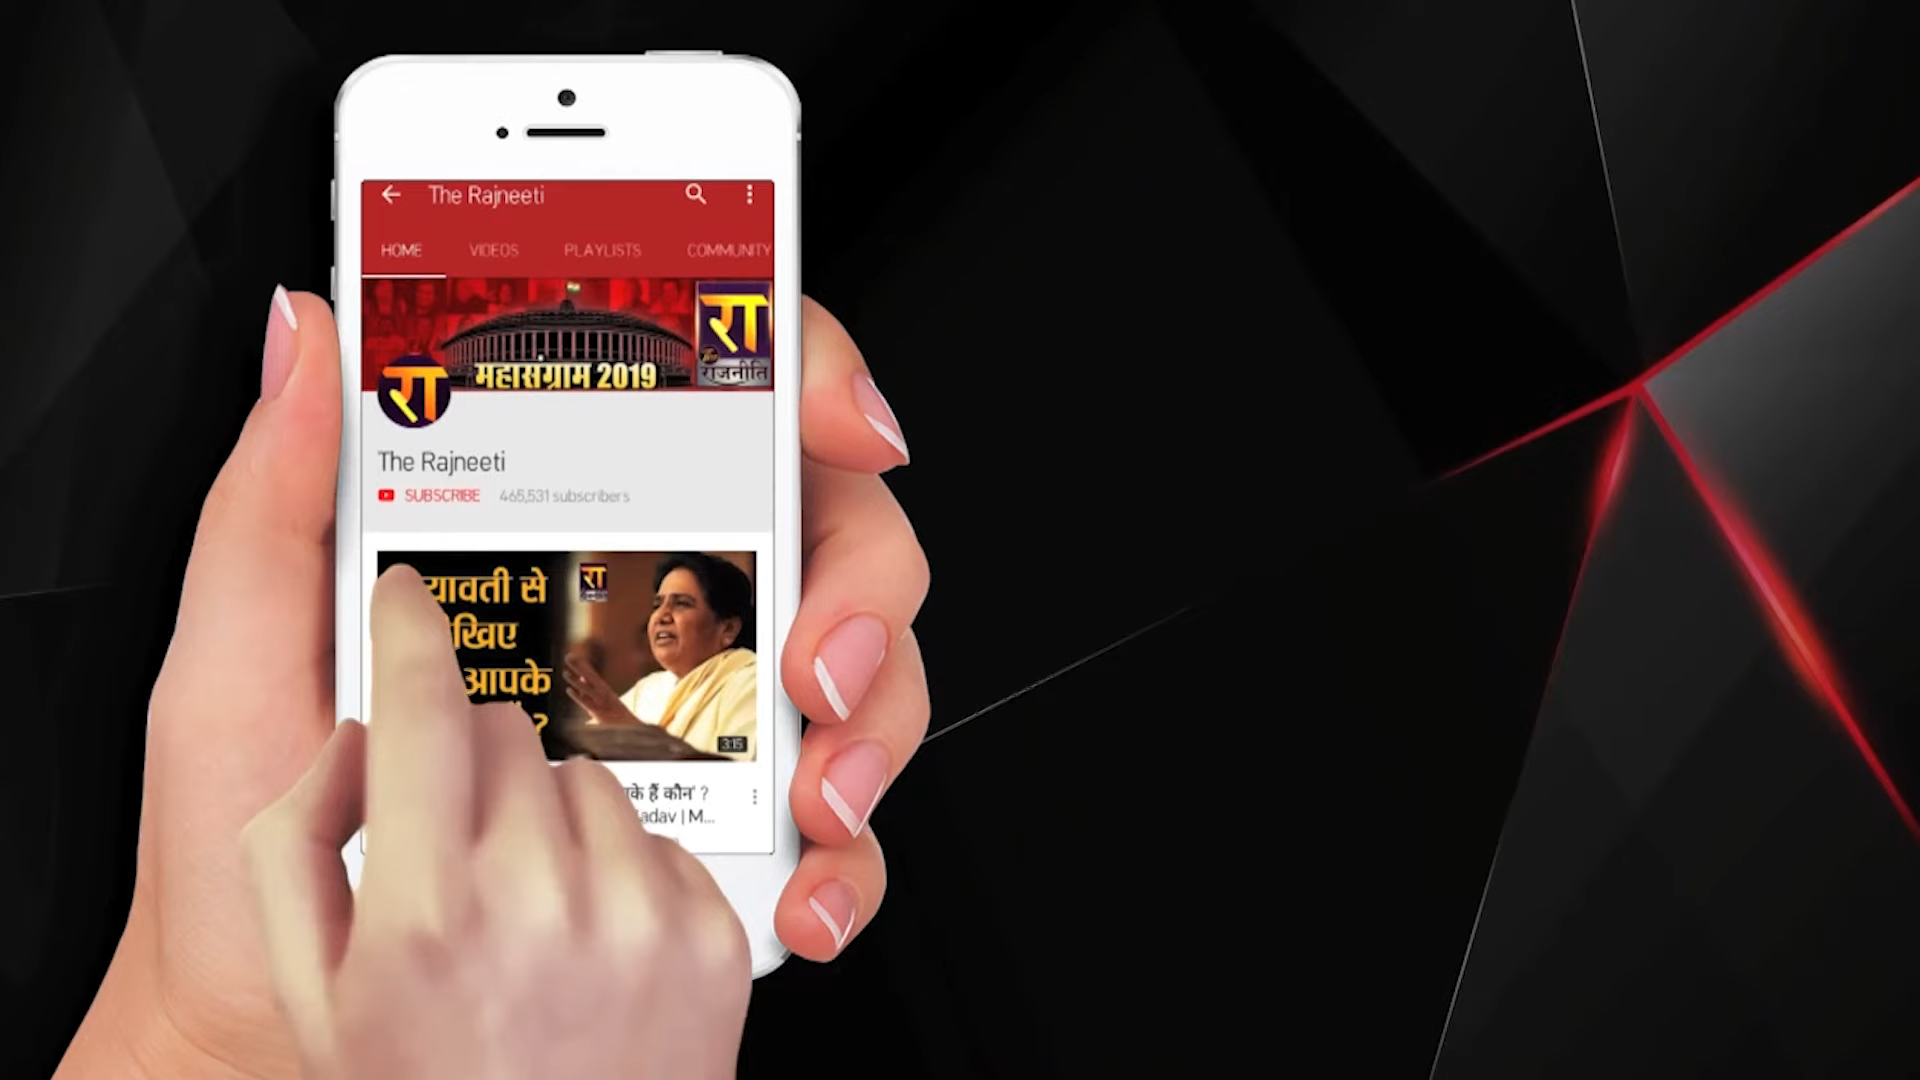 The Rajneeti
HOME VIDEOS PLAYLISTS COMMUNITY
रा
राजनीति
महासंग्राम 2019
रा
The Rajneeti
SUBSCRIBE 465,531 subscribers
यावती से
रा
खिए
आपके
?
3:15
के हैं कौन' ?
adav | M...